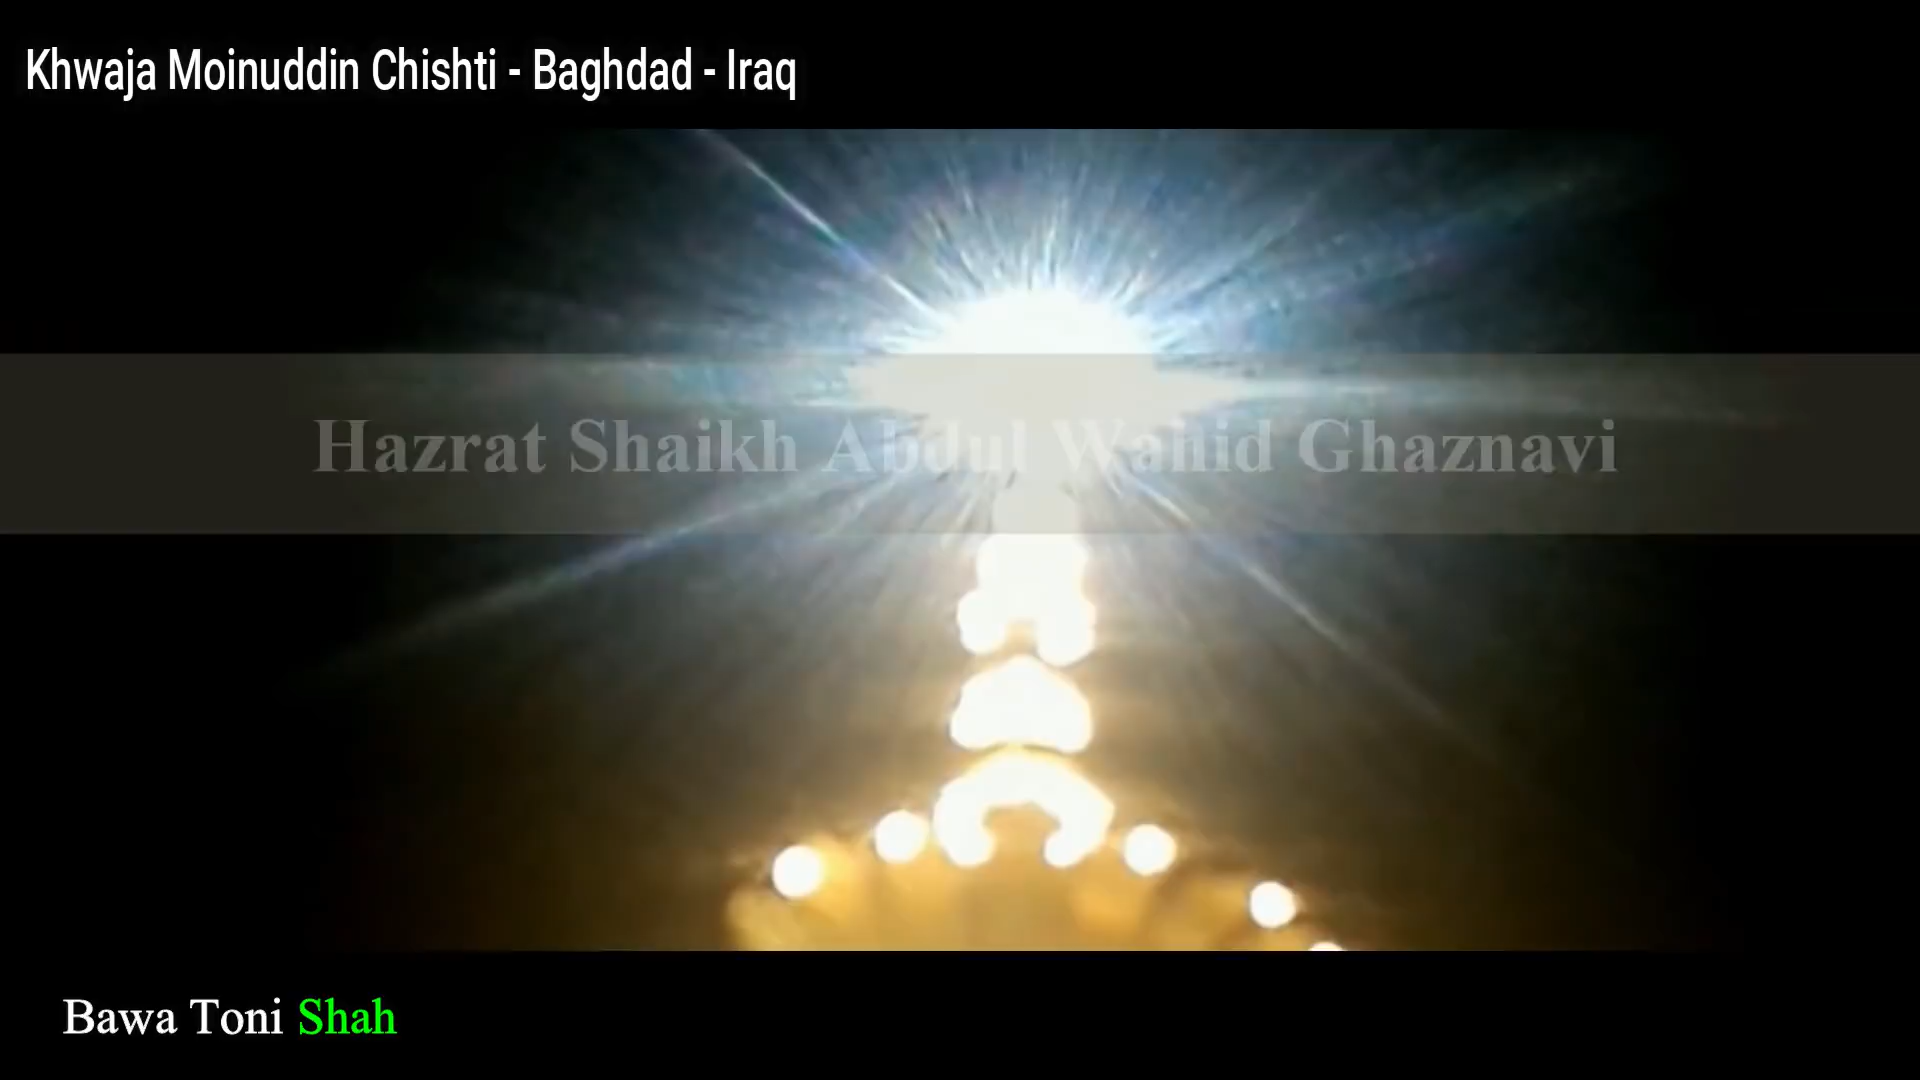 Khwaja Moinuddin Chishti - Baghdad - Iraq
Hazrat Shaikh Abdul Wahid Ghaznavi
Bawa Toni Shah